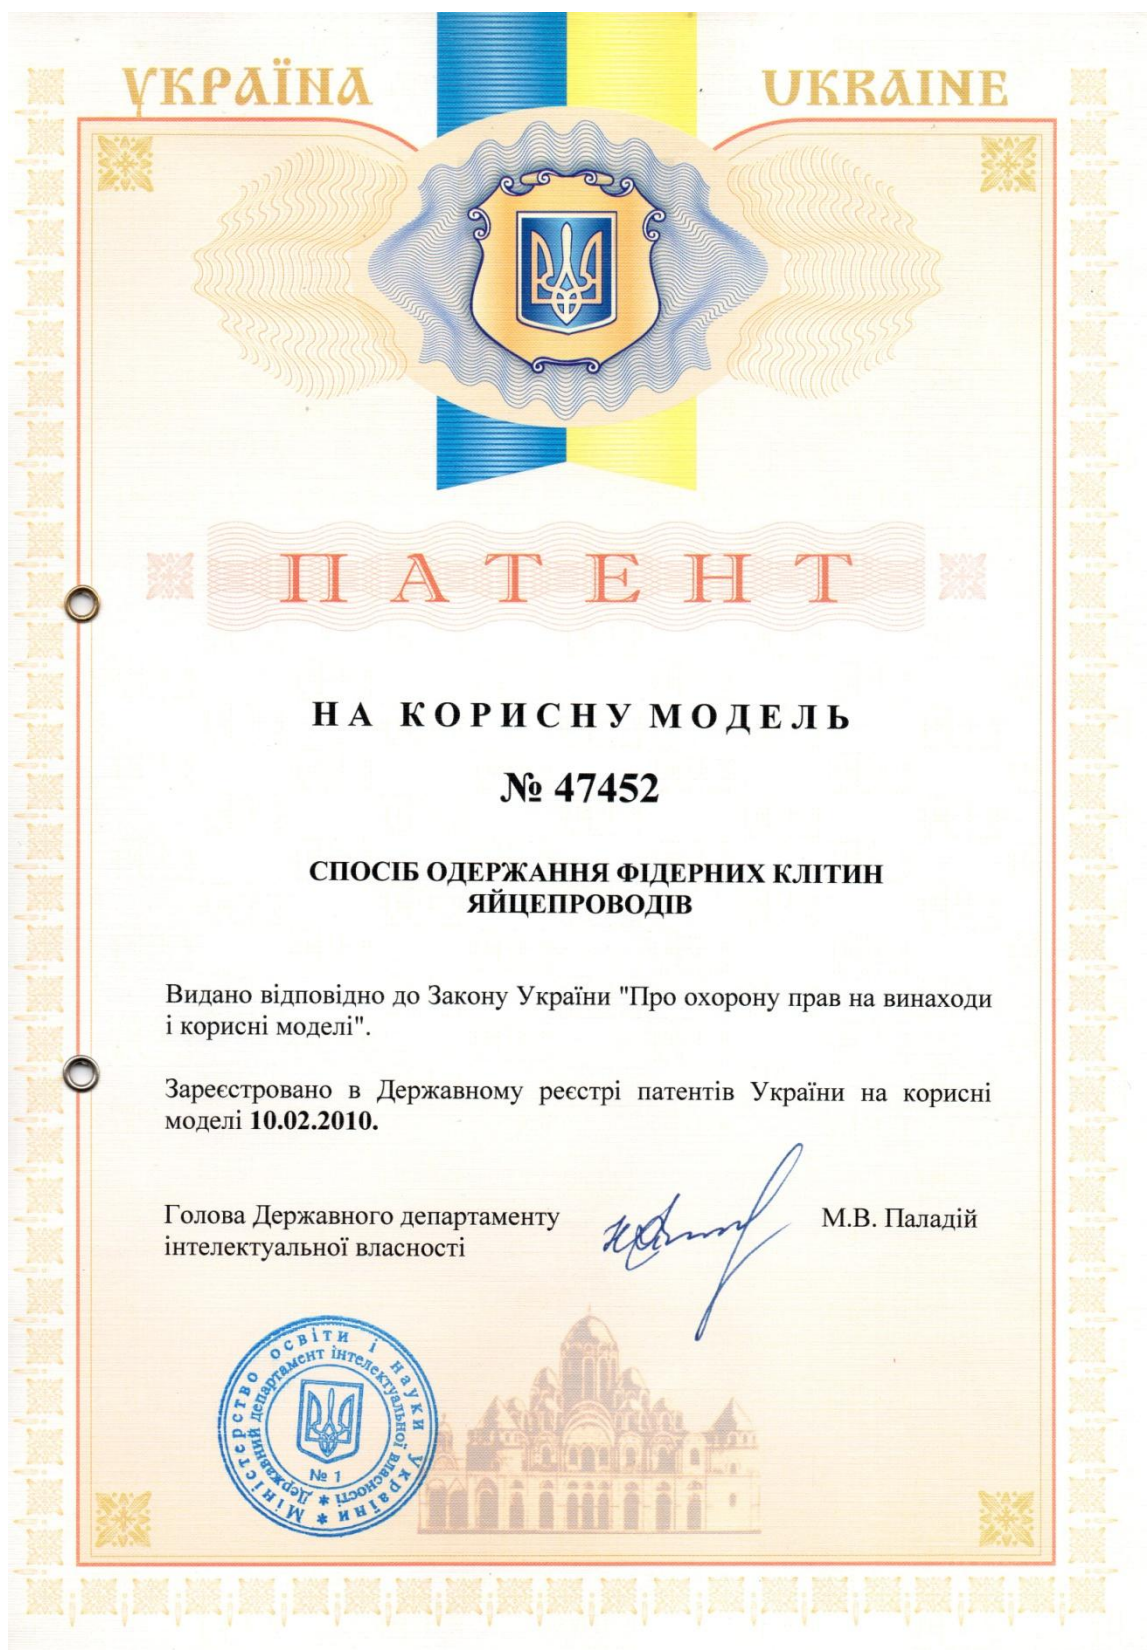 УКРАЇНА
UKRAINE
ПАТЕНТ
НА КОРИСНУ МОДЕЛЬ
№ 47452
СПОСІБ ОДЕРЖАННЯ ФІДЕРНИХ КЛІТИН
ЯЙЦЕПРОВОДІВ
Видано відповідно до Закону України "Про охорону прав на винаходи
і корисні моделі".
Зареєстровано в Державному реєстрі патентів України на корисні
моделі 10.02.2010.
Голова Державного департаменту
інтелектуальної власності
М.В. Паладій
Міністерство освіти і науки України *
Державний департамент інтелектуальної власності *
№ 1